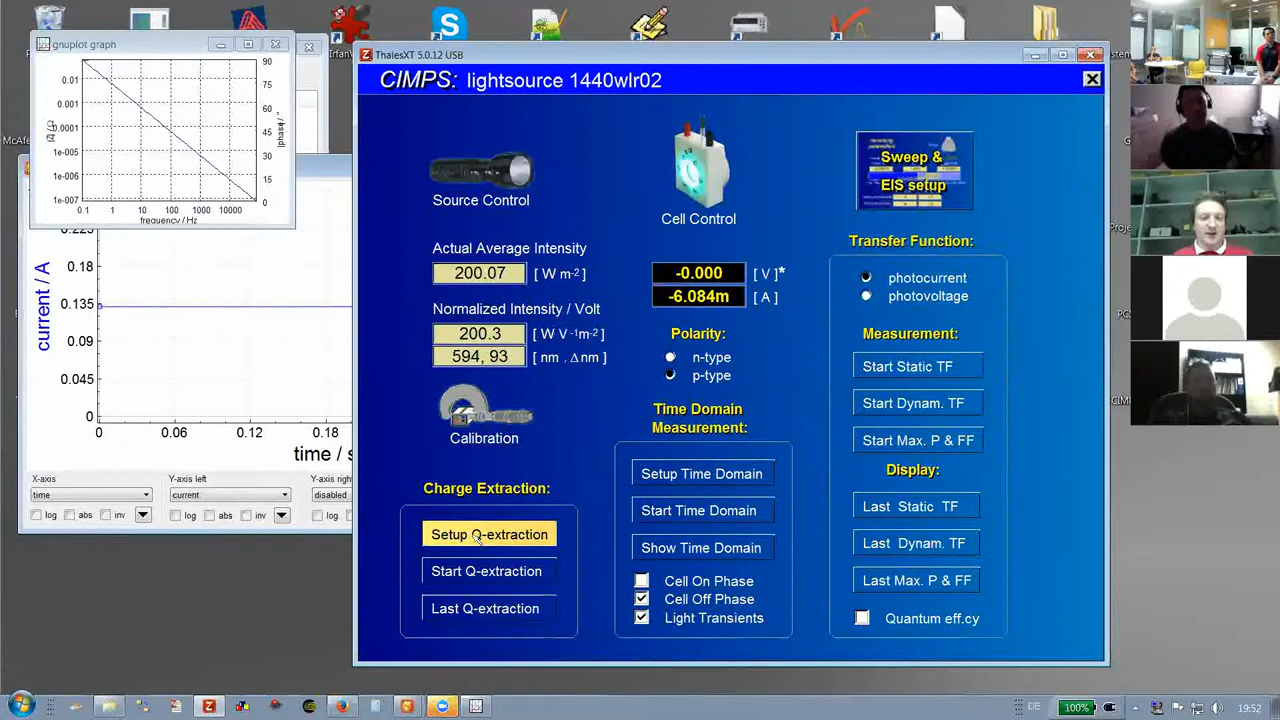 gnuplot graph
0.01
0.001
0.0001
1e-005
1e-006
1e-007
|Z| / Ω
90
75
60
45
30
15
0
|phase| / °
0.1 1 10 100 1000 10000
frequency / Hz
0.225
0.18
0.135
0.09
0.045
0
current / A
0 0.06 0.12 0.18
time / s
X-axis
time
log abs inv
Y-axis left
current
log abs inv
Y-axis right
disabled
log
McAfe
IrfanV
ThalesXT 5.0.12 USB
CIMPS: lightsource 1440wlr02
Source Control
Actual Average Intensity
200.07 [ W m-2 ]
Normalized Intensity / Volt
200.3 [ W V-1m-2 ]
594, 93 [ nm , Δ nm ]
Calibration
Charge Extraction:
Setup Q-extraction
Start Q-extraction
Last Q-extraction
Cell Control
-0.000 [ V ]*
-6.084m [ A ]
Polarity:
n-type
p-type
Time Domain
Measurement:
Setup Time Domain
Start Time Domain
Show Time Domain
Cell On Phase
Cell Off Phase
Light Transients
Sweep &
EIS setup
Transfer Function:
photocurrent
photovoltage
Measurement:
Start Static TF
Start Dynam. TF
Start Max. P & FF
Display:
Last Static TF
Last Dynam. TF
Last Max. P & FF
Quantum eff.cy
DE
100%
19:52